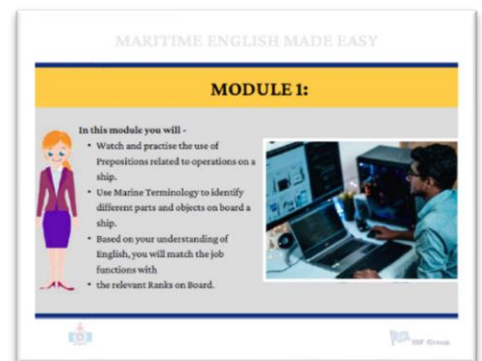 MARITIME ENGLISH MADE EASY
MODULE 1:
In this module you will -
• Watch and practise the use of
Prepositions related to operations on a
ship.
• Use Marine Terminology to identify
different parts and objects on board a
ship.
• Based on your understanding of
English, you will match the job
functions with
• the relevant Ranks on Board.
ISF Group